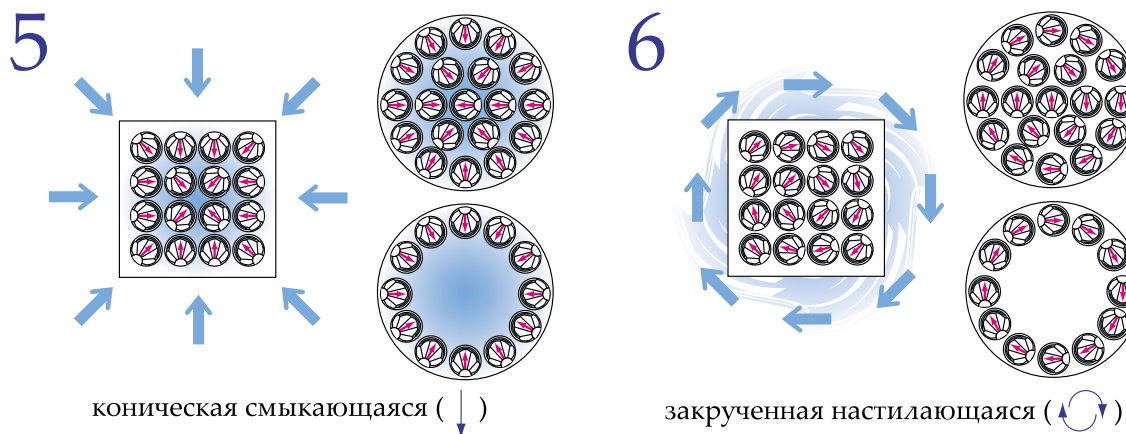 5
6
коническая смыкающаяся ( ↓ )
закрученная настилающаяся ( )